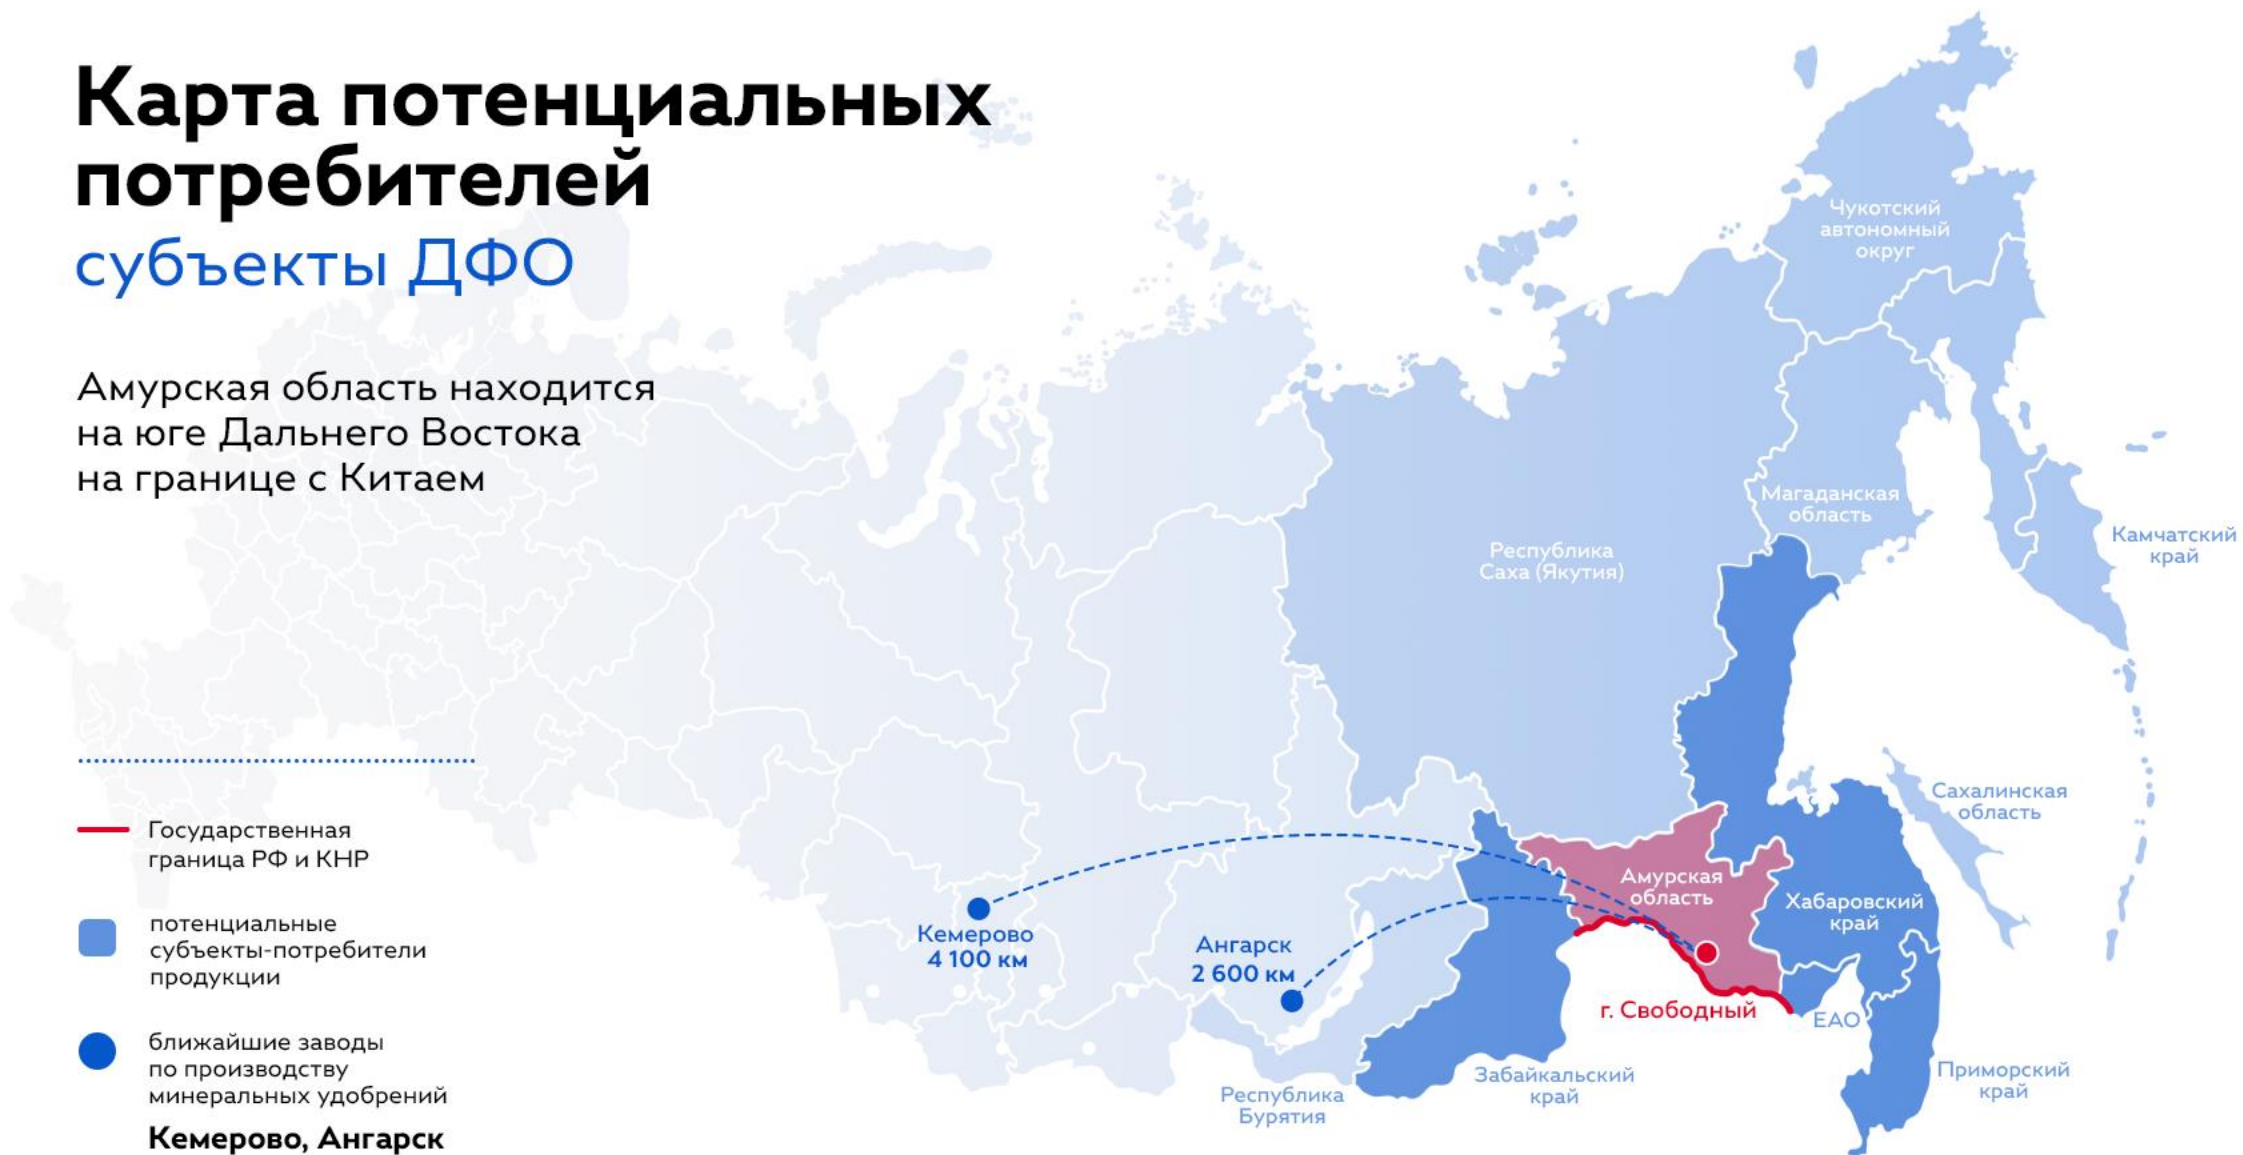 Карта потенциальных
потребителей
субъекты ДФО
Амурская область находится
на юге Дальнего Востока
на границе с Китаем
Государственная
граница РФ и КНР
потенциальные
субъекты-потребители
продукции
ближайшие заводы
по производству
минеральных удобрений
Кемерово, Ангарск
Чукотский
автономный
округ
Магаданская
область
Камчатский
край
Республика
Саха (Якутия)
Сахалинская
область
Амурская
область
Хабаровский
край
Кемерово
4 100 км
Ангарск
2 600 км
г. Свободный
ЕАО
Забайкальский
край
Приморский
край
Республика
Бурятия